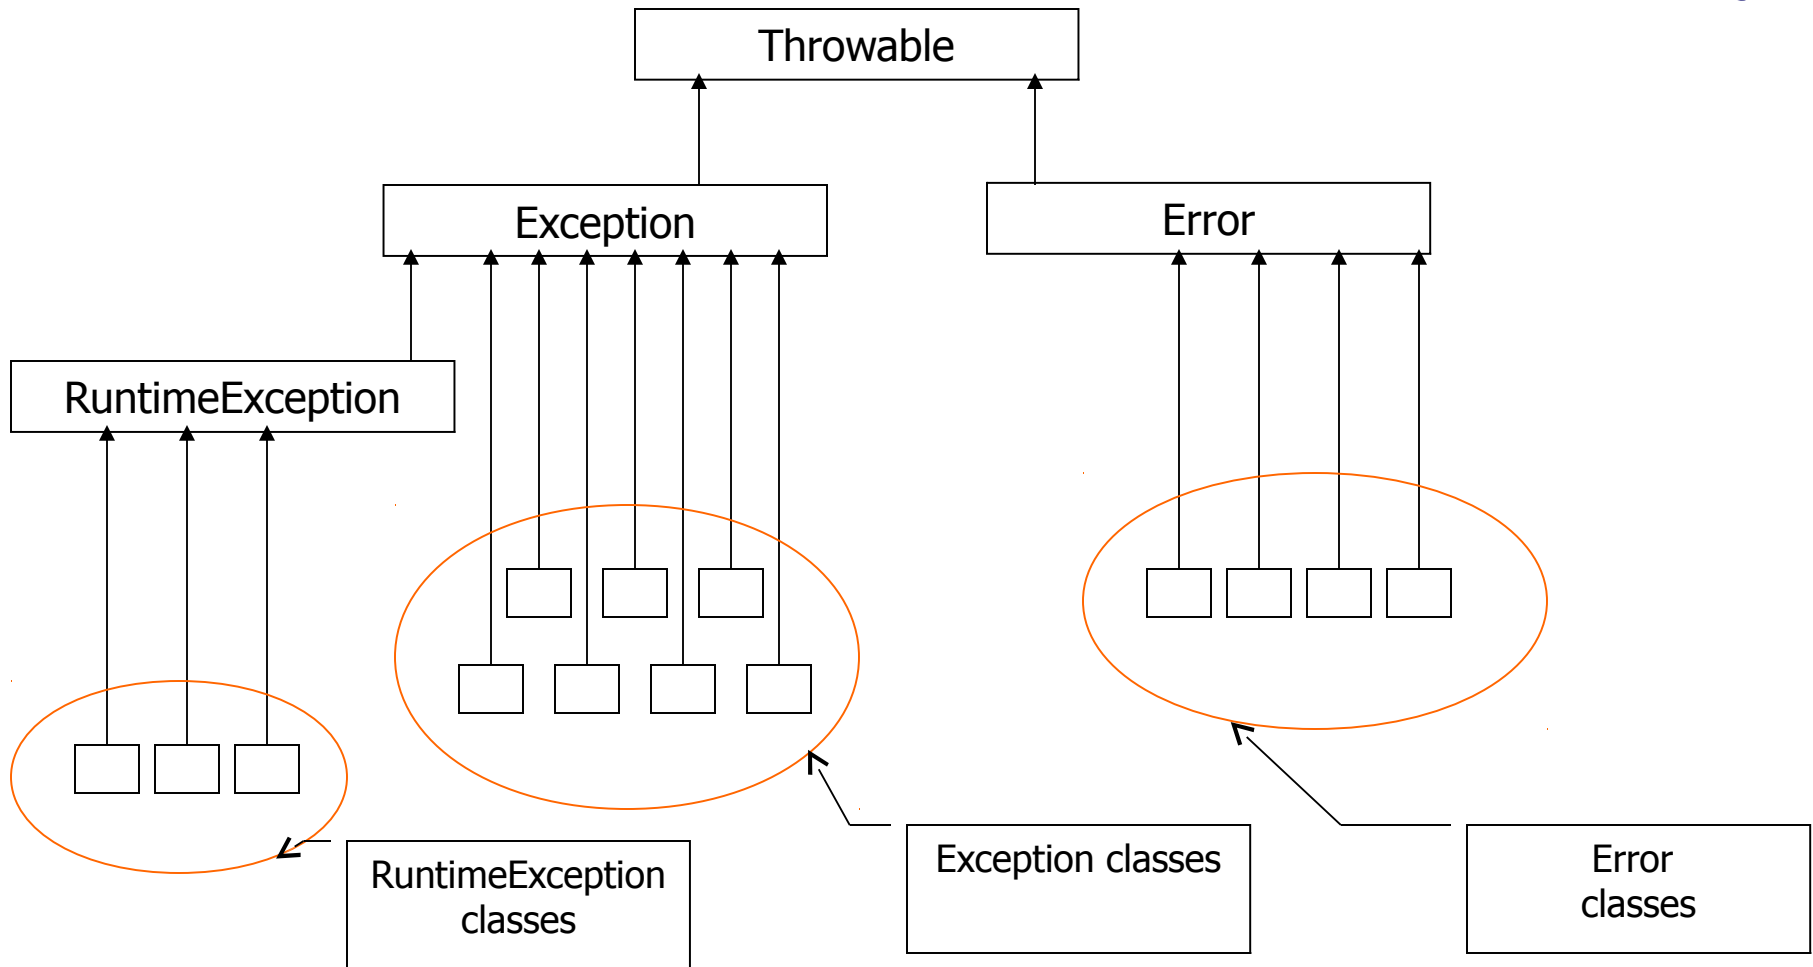 Throwable
Exception
Error
RuntimeException
RuntimeException
classes
Exception classes
Error
classes